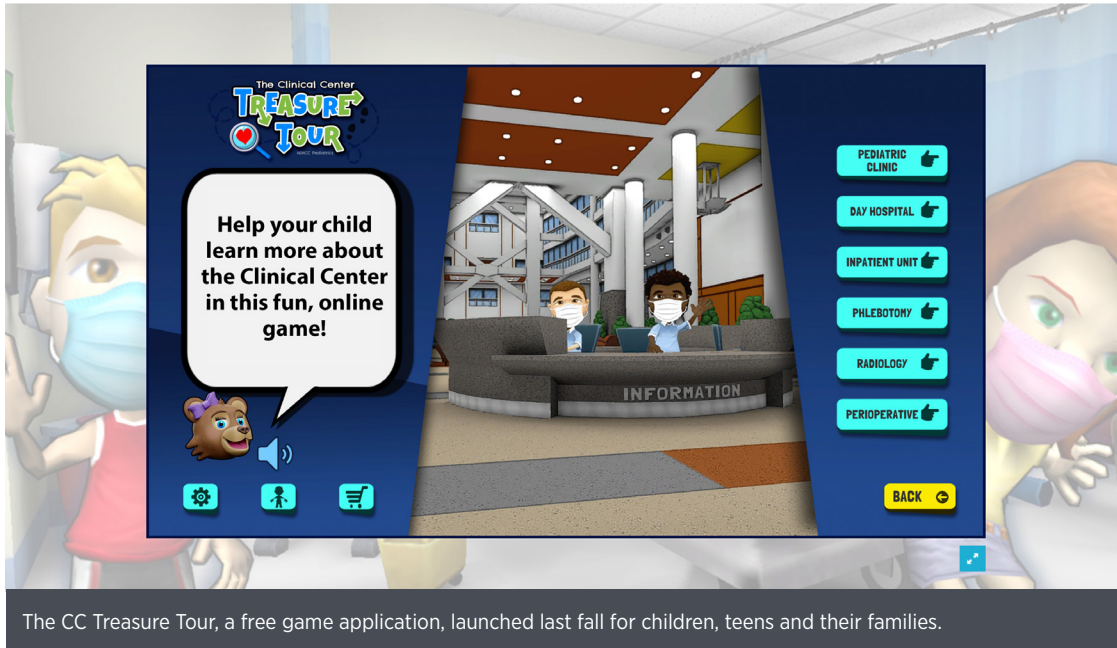 The Clinical Center
TREASURE
TOUR
NIHCC Pediatrics
Help your child
learn more about
the Clinical Center
in this fun, online
game!
INFORMATION
PEDIATRIC
CLINIC
DAY HOSPITAL
INPATIENT UNIT
PHLEBOTOMY
RADIOLOGY
PERIOPERATIVE
BACK
The CC Treasure Tour, a free game application, launched last fall for children, teens and their families.